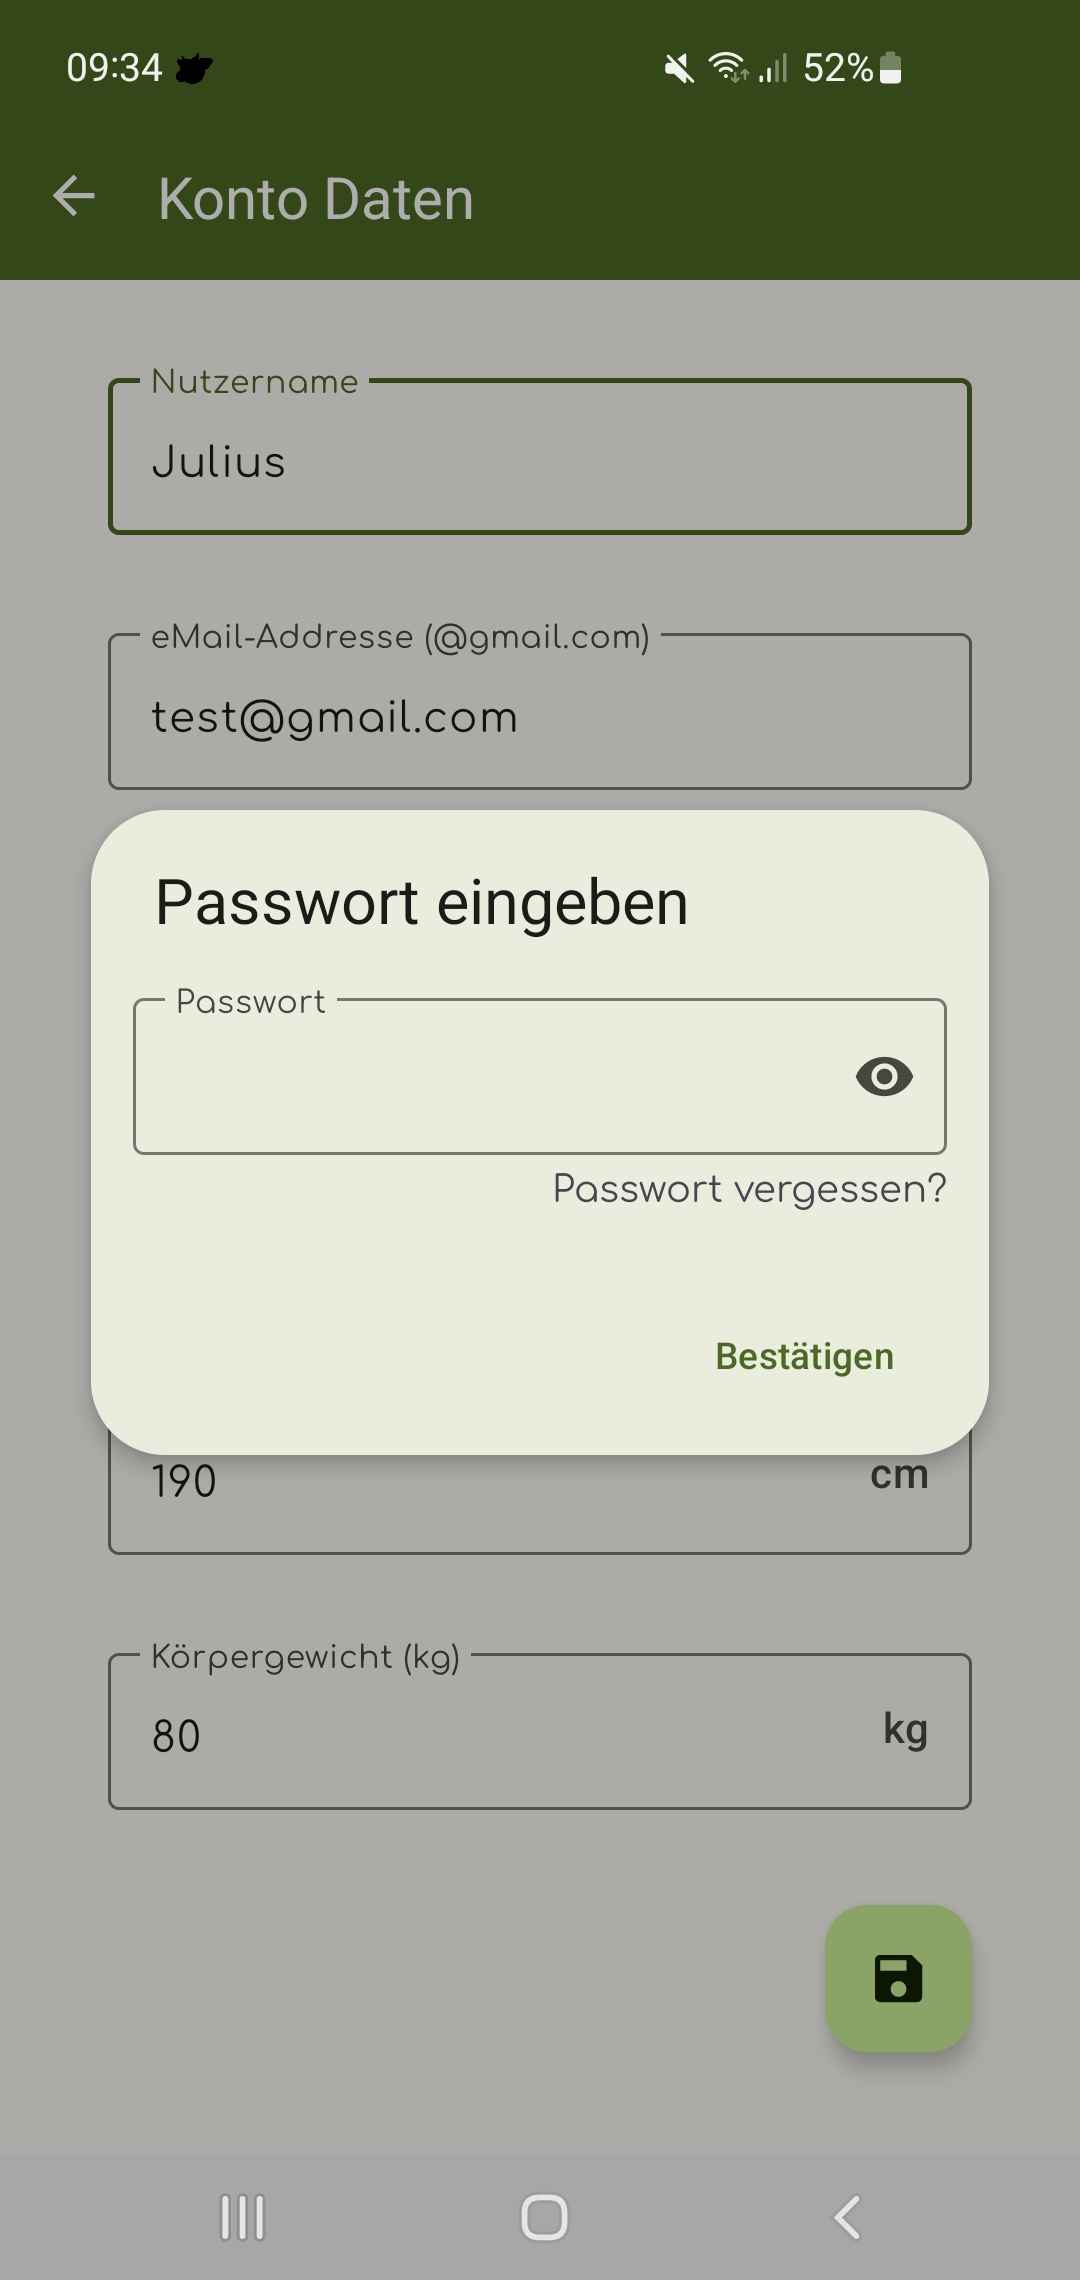 09:34
52%
Konto Daten
Nutzername
Julius
eMail-Addresse (@gmail.com)
test@gmail.com
Passwort eingeben
Passwort
Passwort vergessen?
Bestätigen
190 cm
Körpergewicht (kg)
80 kg